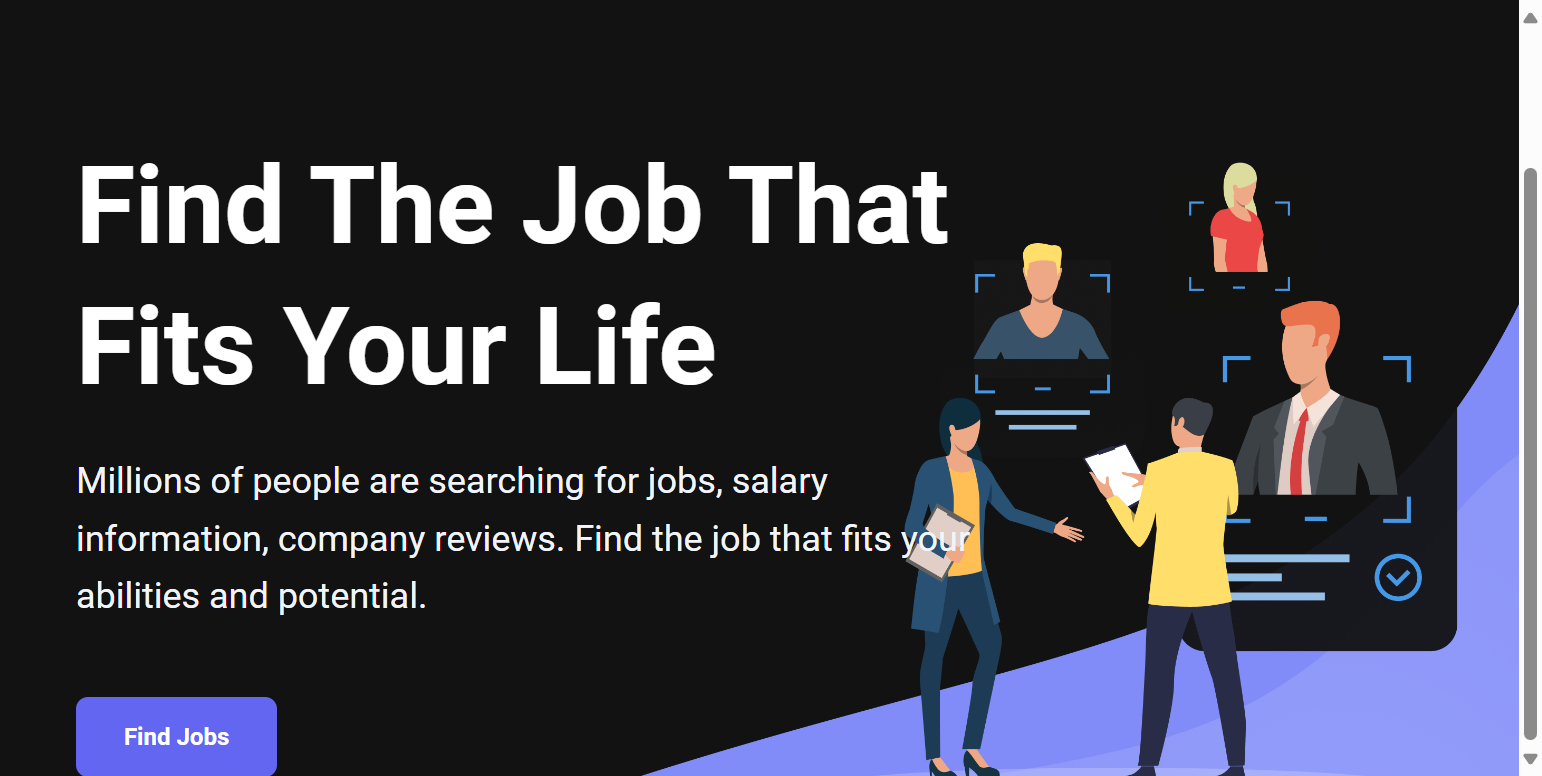 Find The Job That
Fits Your Life
Millions of people are searching for jobs, salary
information, company reviews. Find the job that fits your
abilities and potential.
Find Jobs